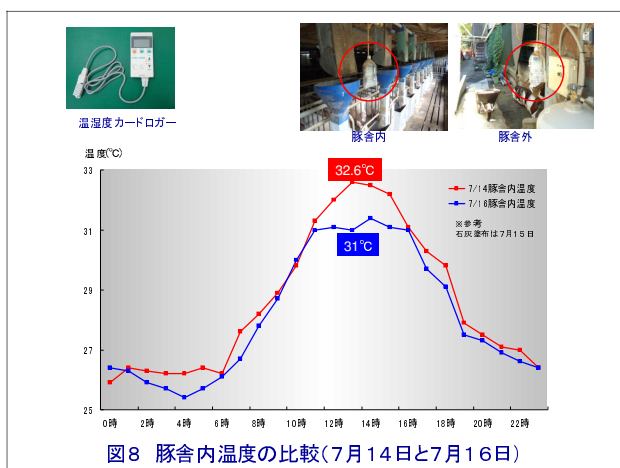 温湿度カードロガー
豚舎内
豚舎外
温度(℃)
32.6℃
31℃
7/14豚舎内温度
7/16豚舎内温度
※参考
石灰塗布は7月15日
33
31
29
27
25
0時 2時 4時 6時 8時 10時 12時 14時 16時 18時 20時 22時
図8 豚舎内温度の比較(7月14日と7月16日)